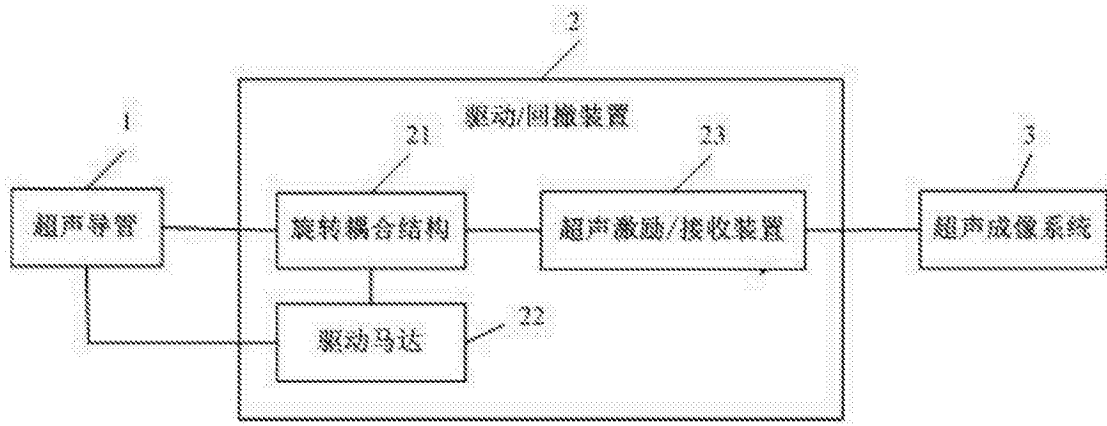 2
驱动/回撤装置
1
21
23
3
超声导管
旋转耦合结构
超声激励/接收装置
超声成像系统
22
驱动马达